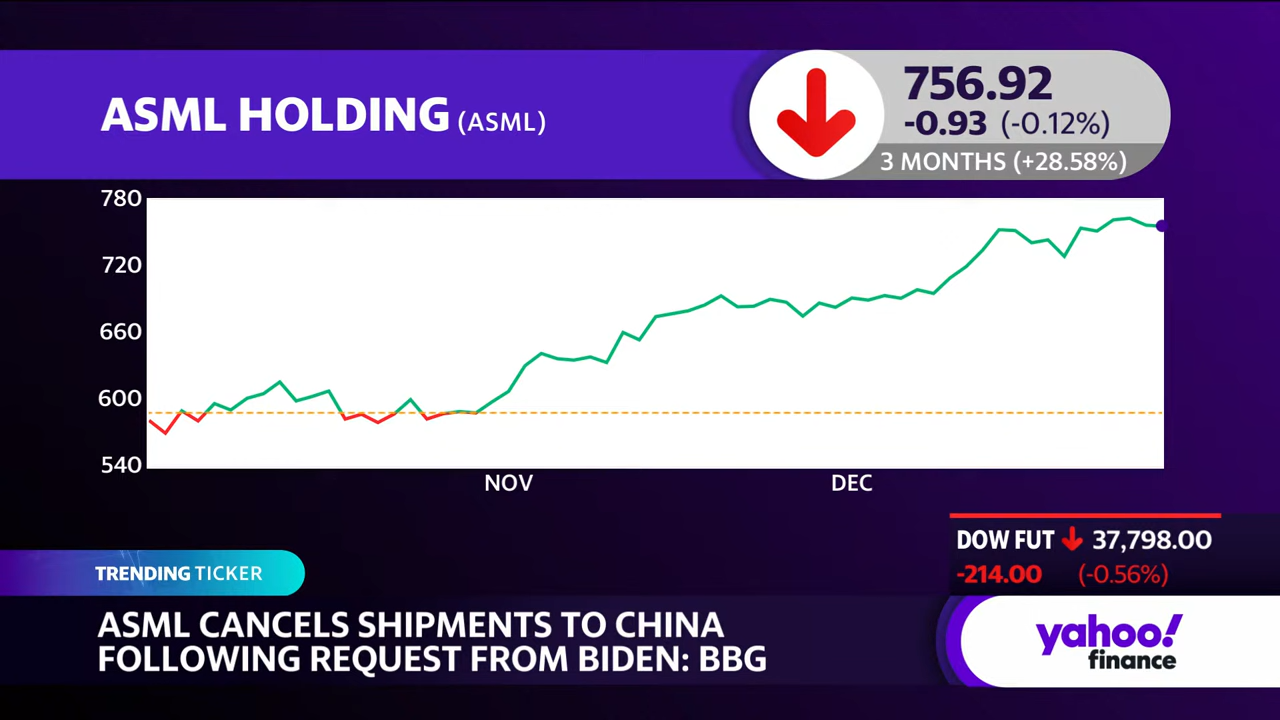 ASML HOLDING (ASML)
756.92
-0.93 (-0.12%)
3 MONTHS (+28.58%)
780
720
660
600
540
NOV DEC
DOW FUT 37,798.00
-214.00 (-0.56%)
TRENDING TICKER
ASML CANCELS SHIPMENTS TO CHINA
FOLLOWING REQUEST FROM BIDEN: BBG
yahoo!
finance